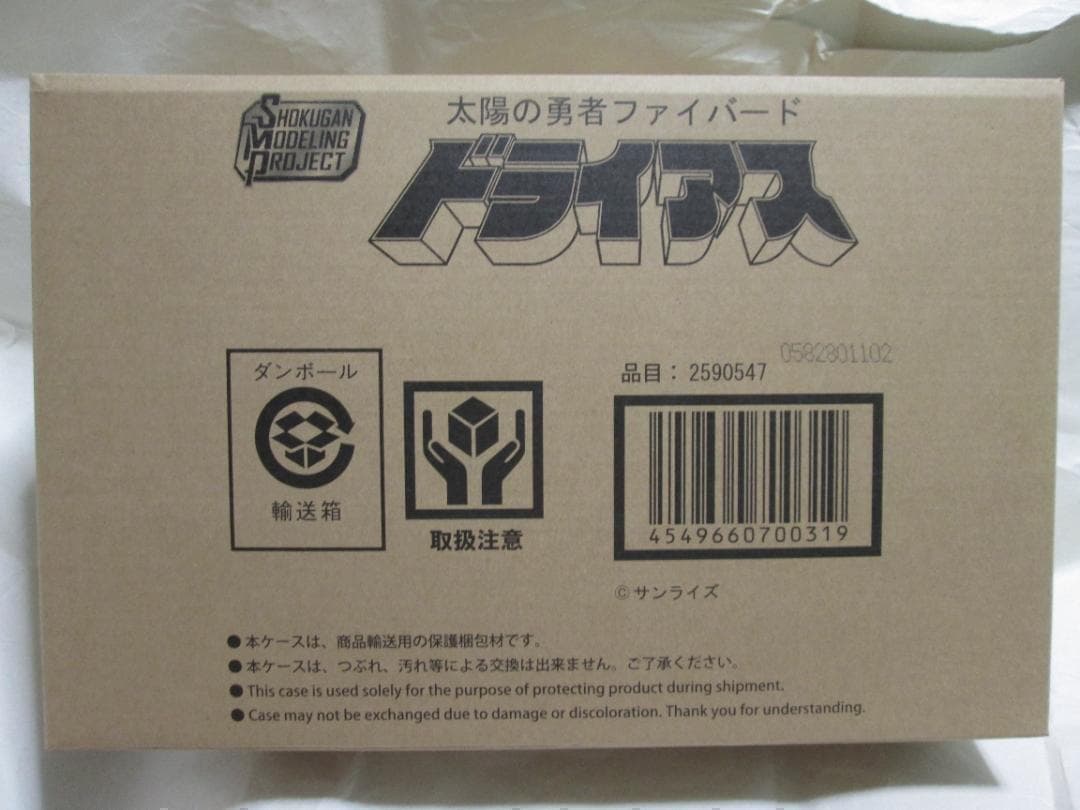 SHOKUGAN
MODELING
PROJECT
太陽の勇者ファイバード
ドライアス
ダンボール
輸送箱
取扱注意
0582801102
品目： 2590547
4549660700319
©サンライズ
●本ケースは、商品輸送用の保護梱包材です。
●本ケースは、つぶれ、汚れ等による交換は出来ません。ご了承ください。
●This case is used solely for the purpose of protecting product during shipment.
●Case may not be exchanged due to damage or discoloration. Thank you for understanding.